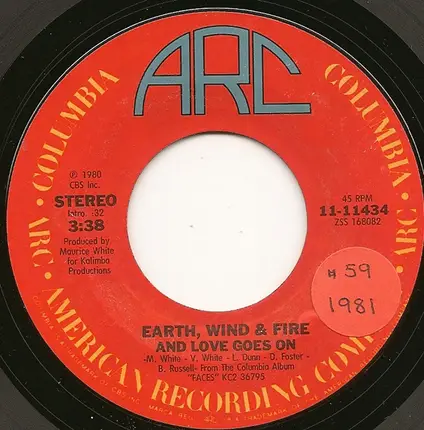 ARC
COLUMBIA • ARC • AMERICAN RECORDING COMP
COLUMBIA • ARC
℗ 1980
CBS Inc.
STEREO
Intro. :32
3:38
Produced by
Maurice White
for Kalimba
Productions
45 RPM
11-11434
ZSS 168082
# 59
1981
EARTH, WIND & FIRE
AND LOVE GOES ON
-M. White- V. White- L. Dunn- D. Foster-
B. Russell- From The Columbia Album
"FACES" KC2 36795